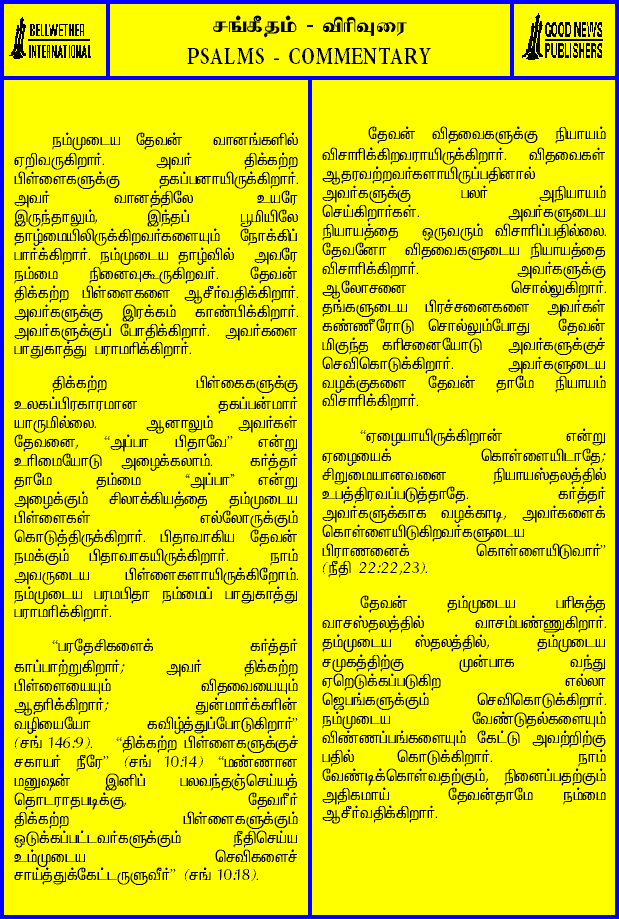 BELLWETHER
INTERNATIONAL
சங்கீதம் - விரிவுரை
PSALMS - COMMENTARY
GOOD NEWS
PUBLISHERS
நம்முடைய தேவன் வானங்களில்
ஏறிவருகிறார். அவர் திக்கற்ற
பிள்ளைகளுக்கு தகப்பனாயிருக்கிறார்.
அவர் வானத்திலே உயரே
இருந்தாலும், இந்தப் பூமியிலே
தாழ்மையிலிருக்கிறவர்களையும் நோக்கிப்
பார்க்கிறார். நம்முடைய தாழ்வில் அவரே
நம்மை நினைவுகூருகிறவர். தேவன்
திக்கற்ற பிள்ளைகளை ஆசீர்வதிக்கிறார்.
அவர்களுக்கு இரக்கம் காண்பிக்கிறார்.
அவர்களுக்குப் போதிக்கிறார். அவர்களை
பாதுகாத்து பராமரிக்கிறார்.
திக்கற்ற பிள்கைகளுக்கு
உலகப்பிரகாரமான தகப்பன்மார்
யாருமில்லை. ஆனாலும் அவர்கள்
தேவனை, “அப்பா பிதாவே” என்று
உரிமையோடு அழைக்கலாம். கர்த்தர்
தாமே தம்மை “அப்பா” என்று
அழைக்கும் சிலாக்கியத்தை தம்முடைய
பிள்ளைகள் எல்லோருக்கும்
கொடுத்திருக்கிறார். பிதாவாகிய தேவன்
நமக்கும் பிதாவாகயிருக்கிறார். நாம்
அவருடைய பிள்ளைகளாயிருக்கிறோம்.
நம்முடைய பரமபிதா நம்மைப் பாதுகாத்து
பராமரிக்கிறார்.
“பரதேசிகளைக் கர்த்தர்
காப்பாற்றுகிறார்; அவர் திக்கற்ற
பிள்ளையையும் விதவையையும்
ஆதரிக்கிறார்; துன்மார்க்கரின்
வழியையோ கவிழ்த்துப்போடுகிறார்”
(சங் 146:9). “திக்கற்ற பிள்ளைகளுக்குச்
சகாயர் நீரே” (சங் 10:14) “மண்ணான
மனுஷன் இனிப் பலவந்தஞ்செய்யத்
தொடராதபடிக்கு, தேவரீர்
திக்கற்ற பிள்ளைகளுக்கும்
ஒடுக்கப்பட்டவர்களுக்கும் நீதிசெய்ய
உம்முடைய செவிகளைச்
சாய்த்துக்கேட்டருளுவீர்” (சங் 10:18).
தேவன் விதவைகளுக்கு நியாயம்
விசாரிக்கிறவராயிருக்கிறார். விதவைகள்
ஆதரவற்றவர்களாயிருப்பதினால்
அவர்களுக்கு பலர் அநியாயம்
செய்கிறார்கள். அவர்களுடைய
நியாயத்தை ஒருவரும் விசாரிப்பதில்லை.
தேவனோ விதவைகளுடைய நியாயத்தை
விசாரிக்கிறார். அவர்களுக்கு
ஆலோசனை சொல்லுகிறார்.
தங்களுடைய பிரச்சனைகளை அவர்கள்
கண்ணீரோடு சொல்லும்போது தேவன்
மிகுந்த கரிசனையோடு அவர்களுக்குச்
செவிகொடுக்கிறார். அவர்களுடைய
வழக்குகளை தேவன் தாமே நியாயம்
விசாரிக்கிறார்.
“ஏழையாயிருக்கிறான் என்று
ஏழையைக் கொள்ளையிடாதே;
சிறுமையானவனை நியாயஸ்தலத்தில்
உபத்திரவப்படுத்தாதே. கர்த்தர்
அவர்களுக்காக வழக்காடி, அவர்களைக்
கொள்ளையிடுகிறவர்களுடைய
பிராணனைக் கொள்ளையிடுவார்”
(நீதி 22:22,23).
தேவன் தம்முடைய பரிசுத்த
வாசஸ்தலத்தில் வாசம்பண்ணுகிறார்.
தம்முடைய ஸ்தலத்தில், தம்முடைய
சமுகத்திற்கு முன்பாக வந்து
ஏறெடுக்கப்படுகிற எல்லா
ஜெபங்களுக்கும் செவிகொடுக்கிறார்.
நம்முடைய வேண்டுதல்களையும்
விண்ணப்பங்களையும் கேட்டு அவற்றிற்கு
பதில் கொடுக்கிறார். நாம்
வேண்டிக்கொள்வதற்கும், நினைப்பதற்கும்
அதிகமாய் தேவன்தாமே நம்மை
ஆசீர்வதிக்கிறார்.